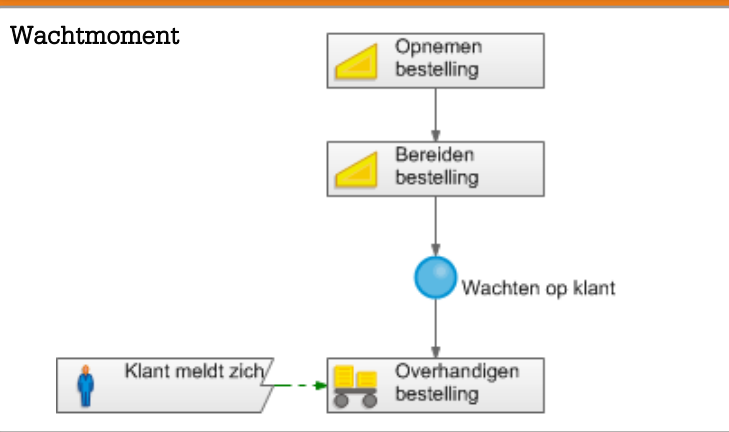 Wachtmoment
Opnemen
bestelling
Bereiden
bestelling
Wachten op klant
Klant meldt zich
Overhandigen
bestelling